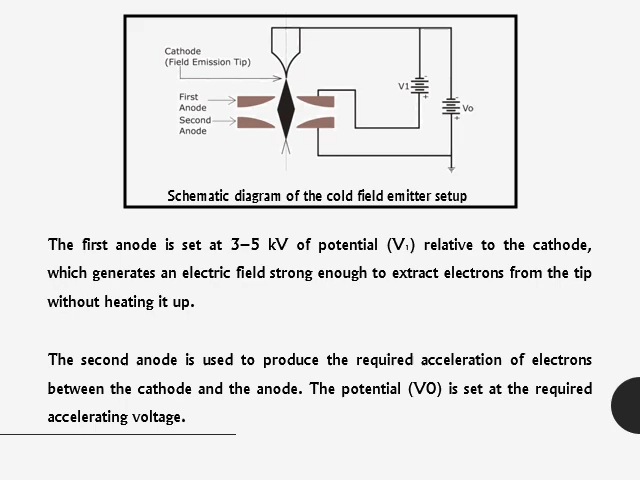 Cathode
(Field Emission Tip)
First
Anode
Second
Anode
V1
-
+
-
Vo
+
Schematic diagram of the cold field emitter setup
The first anode is set at 3–5 kV of potential (V₁) relative to the cathode,
which generates an electric field strong enough to extract electrons from the tip
without heating it up.
The second anode is used to produce the required acceleration of electrons
between the cathode and the anode. The potential (V0) is set at the required
accelerating voltage.